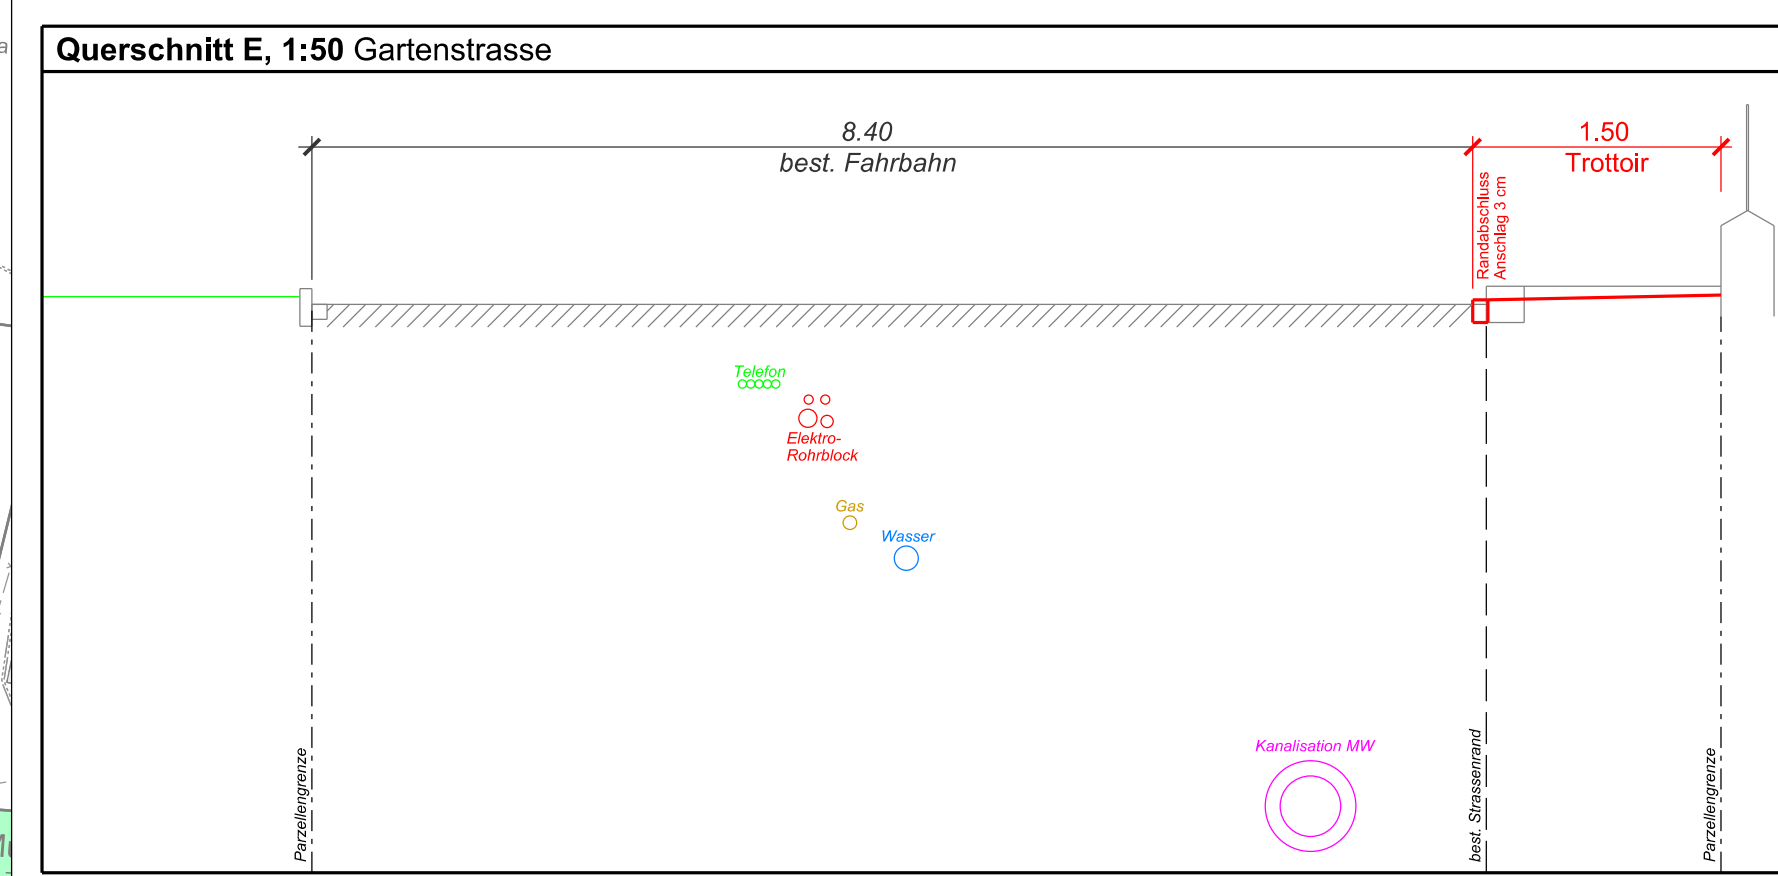 Querschnitt E, 1:50 Gartenstrasse
8.40
best. Fahrbahn
1.50
Trottoir
Randabschluss
Anschlag 3 cm
Telefon
Elektro-
Rohrblock
Gas
Wasser
Kanalisation MW
Parzellengrenze
best. Strassenrand
Parzellengrenze